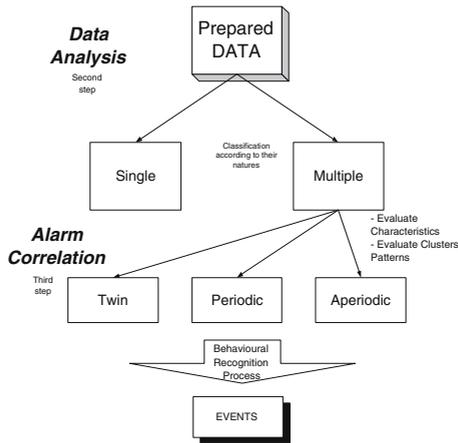 Data
Analysis
Second
step
Prepared
DATA
Classification
according to their
natures
Single
Multiple
- Evaluate
Characteristics
- Evaluate Clusters
Patterns
Alarm
Correlation
Third
step
Twin
Periodic
Aperiodic
Behavioural
Recognition
Process
EVENTS